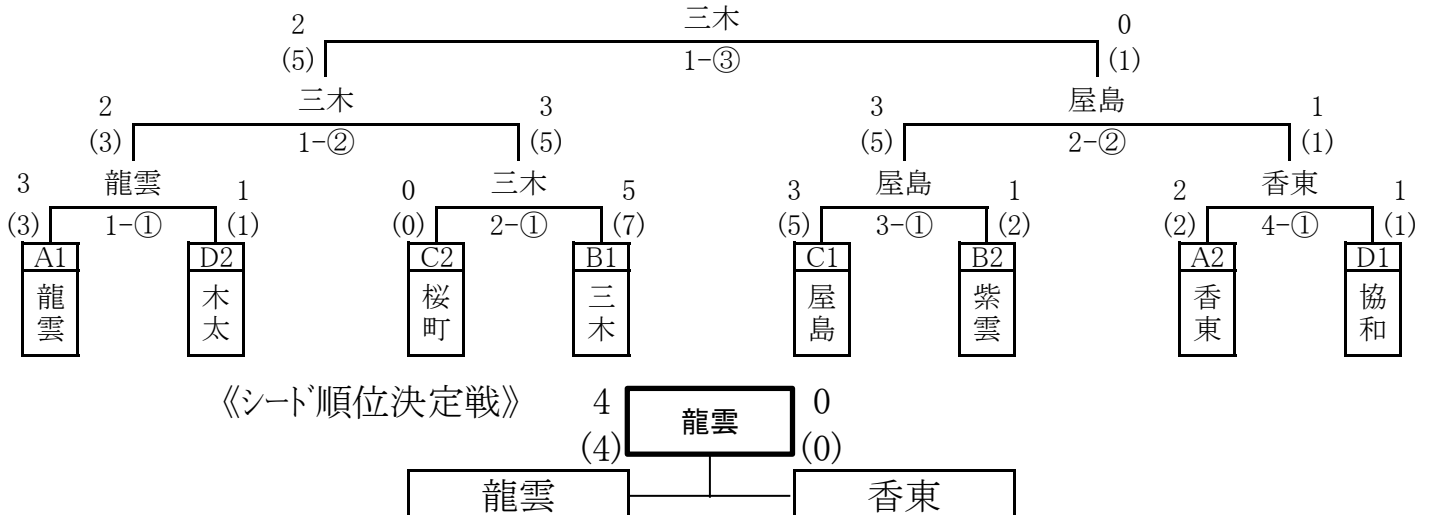 2 三木 0
(5) 1-③ (1)
2 三木 3 3 屋島 1
(3) 1-② (5) (5) 2-② (1)
3 龍雲 1 0 三木 5 3 屋島 1 2 香東 1
(3) 1-① (1) (0) 2-① (7) (5) 3-① (2) (2) 4-① (1)
A1 D2 C2 B1 C1 B2 A2 D1
龍雲 木太 桜町 三木 屋島 紫雲 香東 協和
《シード順位決定戦》 4 龍雲 0
(4) (0)
龍雲 香東